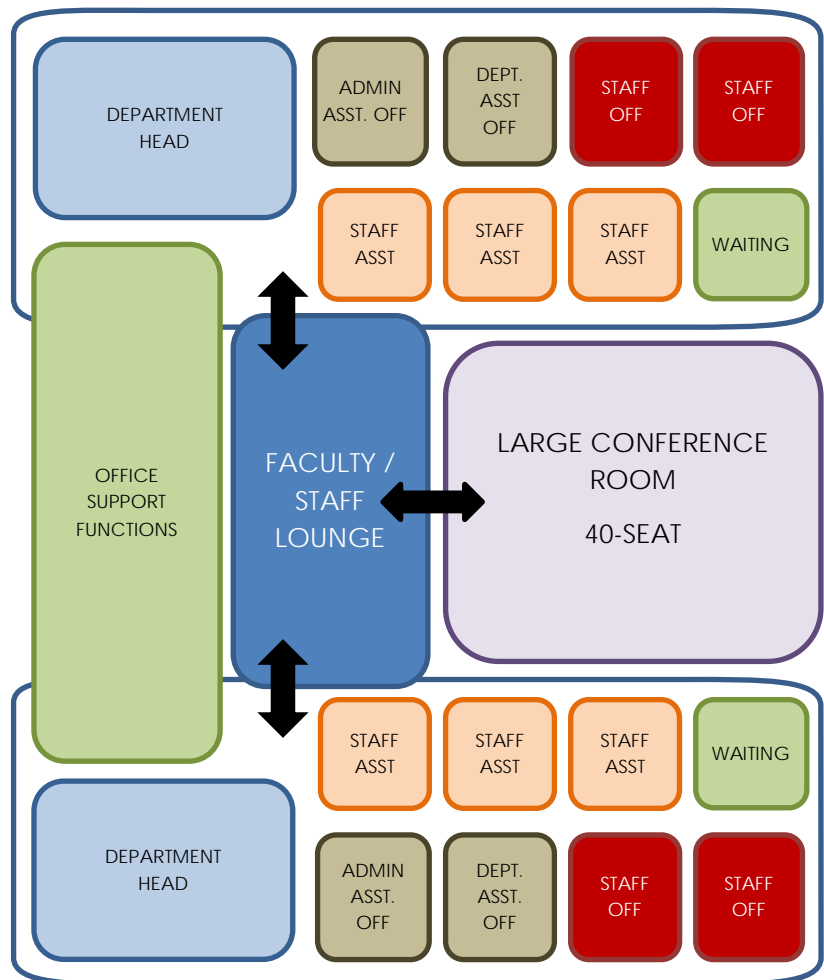 DEPARTMENT
HEAD
ADMIN
ASST. OFF
DEPT.
ASST
OFF
STAFF
OFF
STAFF
OFF
STAFF
ASST
STAFF
ASST
STAFF
ASST
WAITING
OFFICE
SUPPORT
FUNCTIONS
FACULTY /
STAFF
LOUNGE
LARGE CONFERENCE
ROOM
40-SEAT
STAFF
ASST
STAFF
ASST
STAFF
ASST
WAITING
DEPARTMENT
HEAD
ADMIN
ASST.
OFF
DEPT.
ASST.
OFF
STAFF
OFF
STAFF
OFF